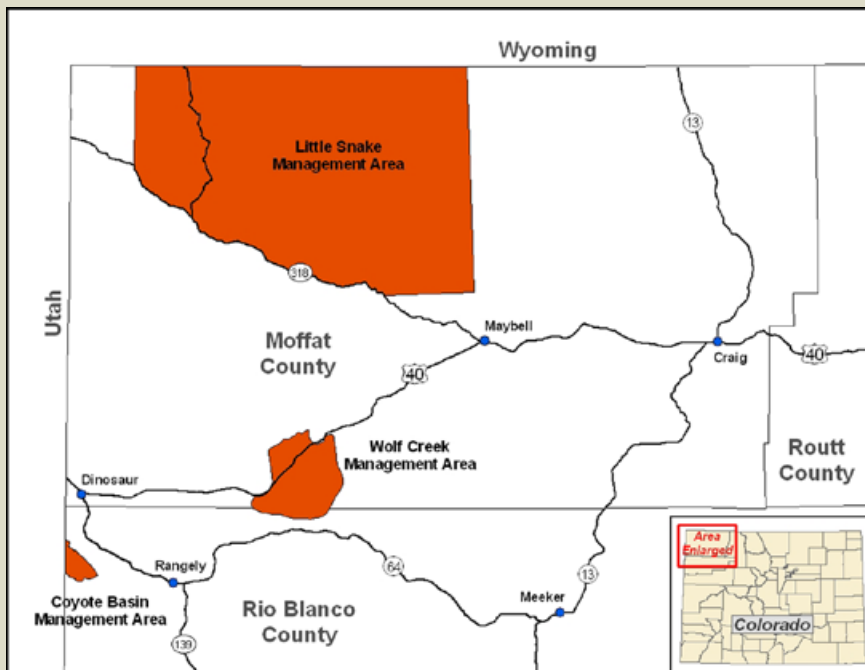 Wyoming
13
Little Snake
Management Area
318
Utah
Moffat
County
Maybell
Craig
40
40
Wolf Creek
Management Area
Routt
County
Dinosaur
Rangely
64
13
Meeker
Coyote Basin
Management Area
Rio Blanco
County
139
Area
Enlarged
Colorado